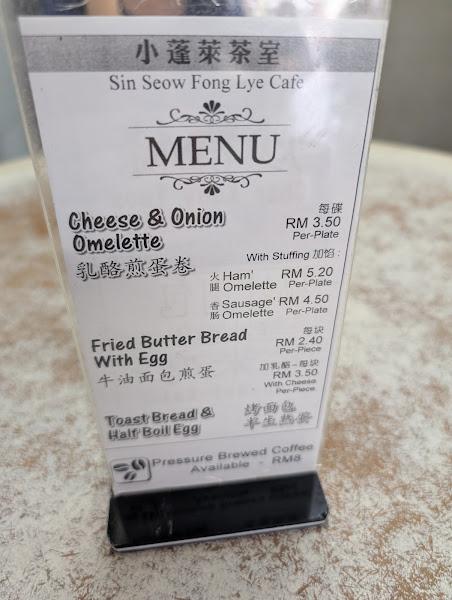 小蓬萊茶室
Sin Seow Fong Lye Cafe
MENU
Cheese & Onion
Omelette
乳酪煎蛋卷
每碟
RM 3.50
Per-Plate
With Stuffing 加馅 :
火腿 Ham' Omelette RM 5.20 Per-Plate
香肠 Sausage' Omelette RM 4.50 Per-Plate
Fried Butter Bread
With Egg
牛油面包煎蛋
每块
RM 2.40
Per-Piece
加乳酪-每块
RM 3.50
With Cheese
Per-Piece
Toast Bread &
Half Boil Egg
烤面包
半生熟蛋
Pressure Brewed Coffee
Available - RM8